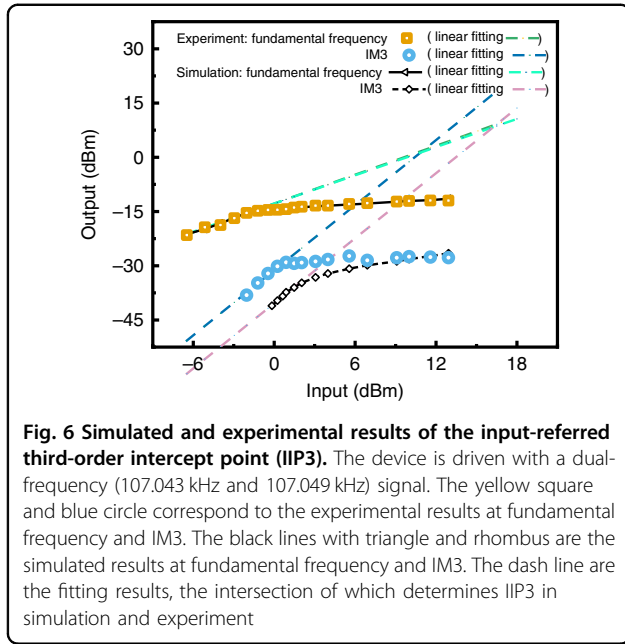 Experiment: fundamental frequency ( linear fitting )
IM3 ( linear fitting )
Simulation: fundamental frequency ( linear fitting )
IM3 ( linear fitting )
Output (dBm)
30
15
0
−15
−30
−45
−6 0 6 12 18
Input (dBm)
Fig. 6 Simulated and experimental results of the input-referred
third-order intercept point (IIP3). The device is driven with a dual-
frequency (107.043 kHz and 107.049 kHz) signal. The yellow square
and blue circle correspond to the experimental results at fundamental
frequency and IM3. The black lines with triangle and rhombus are the
simulated results at fundamental frequency and IM3. The dash line are
the fitting results, the intersection of which determines IIP3 in
simulation and experiment